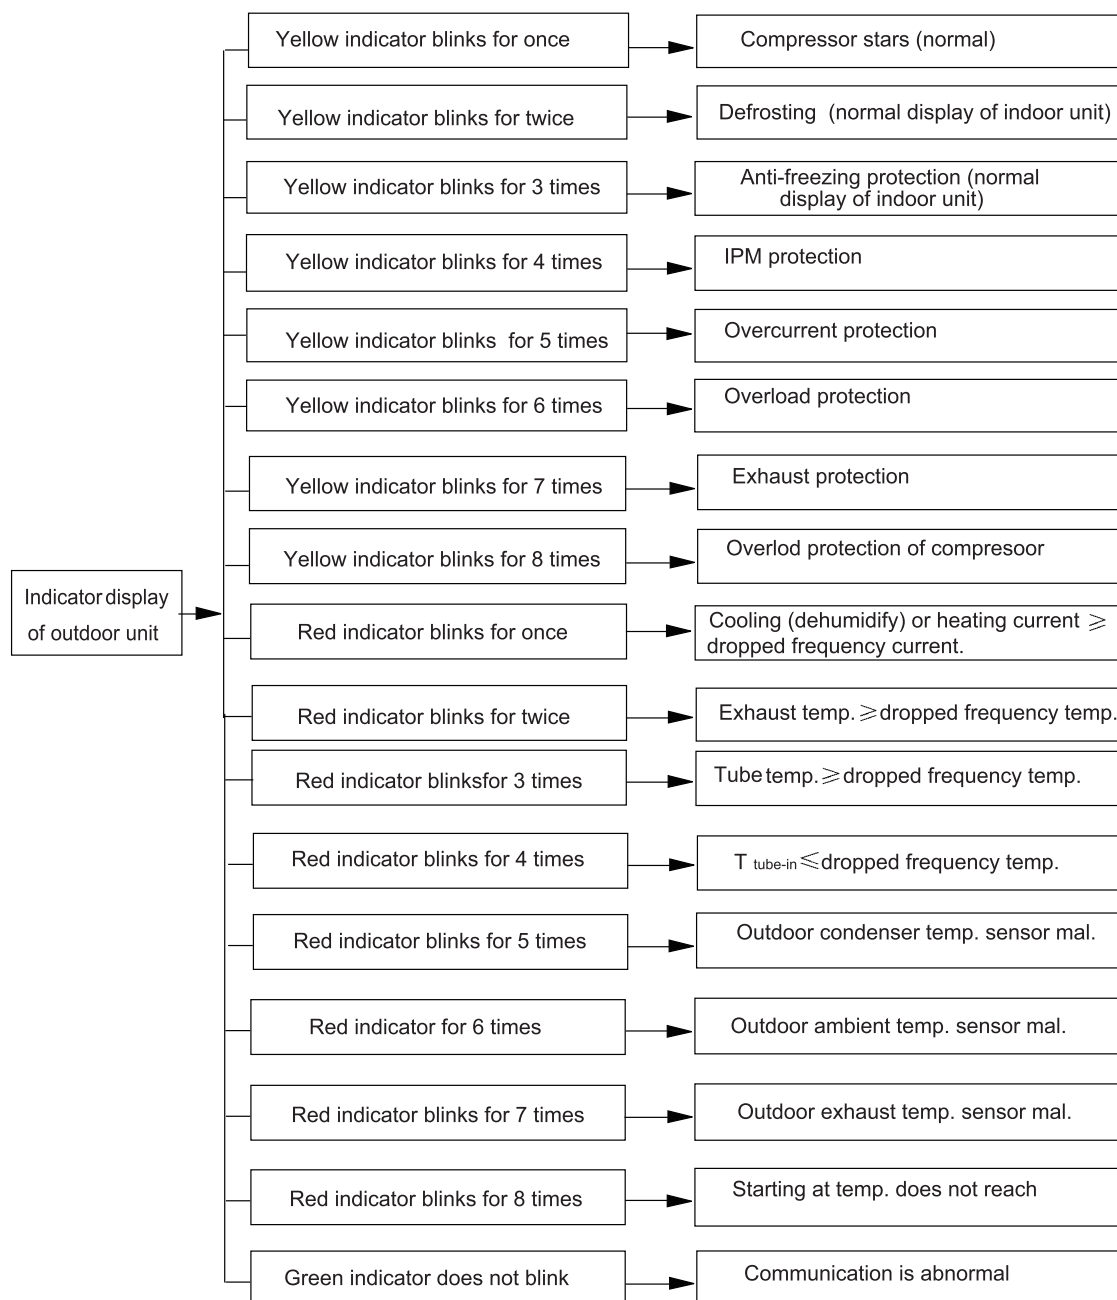 Yellow indicator blinks for once
Compressor stars (normal)
Yellow indicator blinks for twice
Defrosting (normal display of indoor unit)
Yellow indicator blinks for 3 times
Anti-freezing protection (normal
display of indoor unit)
Yellow indicator blinks for 4 times
IPM protection
Yellow indicator blinks for 5 times
Overcurrent protection
Yellow indicator blinks for 6 times
Overload protection
Yellow indicator blinks for 7 times
Exhaust protection
Yellow indicator blinks for 8 times
Overlod protection of compresoor
Indicator display
of outdoor unit
Red indicator blinks for once
Cooling (dehumidify) or heating current ⩾
dropped frequency current.
Red indicator blinks for twice
Exhaust temp. ⩾dropped frequency temp.
Red indicator blinksfor 3 times
Tube temp. ⩾dropped frequency temp.
Red indicator blinks for 4 times
T tube-in ⩽dropped frequency temp.
Red indicator blinks for 5 times
Outdoor condenser temp. sensor mal.
Red indicator for 6 times
Outdoor ambient temp. sensor mal.
Red indicator blinks for 7 times
Outdoor exhaust temp. sensor mal.
Red indicator blinks for 8 times
Starting at temp. does not reach
Green indicator does not blink
Communication is abnormal